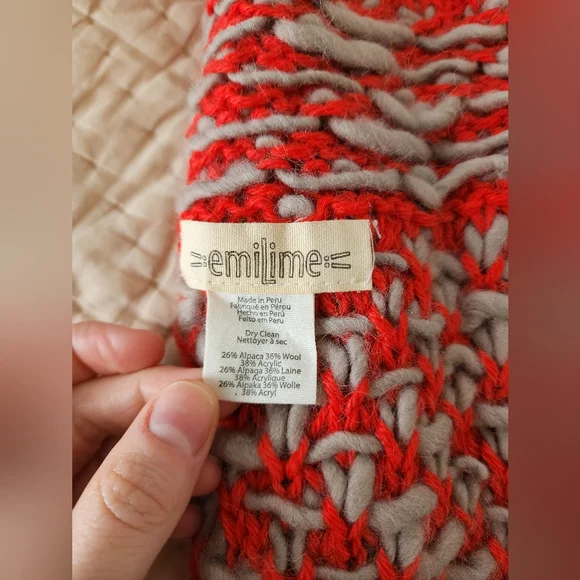 emiLime
Made in Peru
Fabriqué en Pérou
Hecho en Perú
Feito em Perú
Dry Clean
Nettoyer à sec
26% Alpaca 36% Wool
38% Acrylic
26% Alpaga 36% Laine
38% Acrylique
26% Alpaka 36% Wolle
38% Acryl